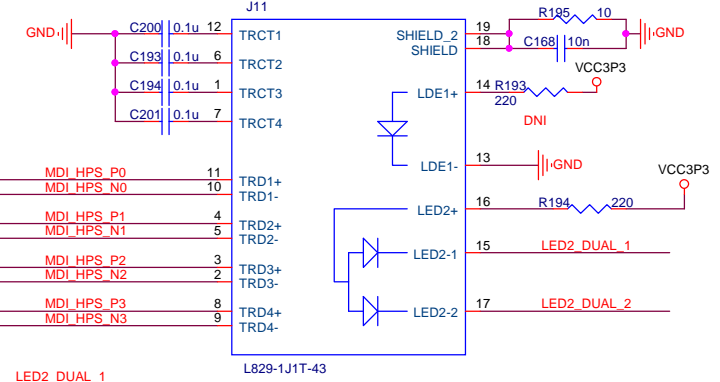 J11
GND
C200 0.1u 12 TRCT1
C193 0.1u 6 TRCT2
C194 0.1u 1 TRCT3
C201 0.1u 7 TRCT4
MDI_HPS_P0 11 TRD1+
MDI_HPS_N0 10 TRD1-
MDI_HPS_P1 4 TRD2+
MDI_HPS_N1 5 TRD2-
MDI_HPS_P2 3 TRD3+
MDI_HPS_N2 2 TRD3-
MDI_HPS_P3 8 TRD4+
MDI_HPS_N3 9 TRD4-
R195 10
SHIELD_2 19
SHIELD 18
C168 10n
GND
VCC3P3
LDE1+ 14 R193
220
DNI
LDE1- 13 GND
VCC3P3
LED2+ 16 R194 220
LED2-1 15 LED2_DUAL_1
LED2-2 17 LED2_DUAL_2
L829-1J1T-43
LED2_DUAL_1